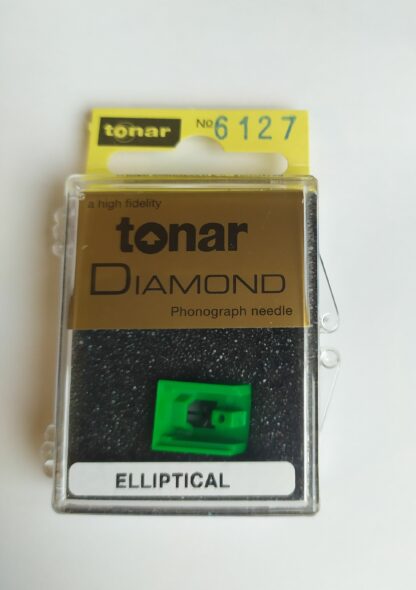 tonar No 6127
a high fidelity
tonar
DIAMOND
Phonograph needle
ELLIPTICAL